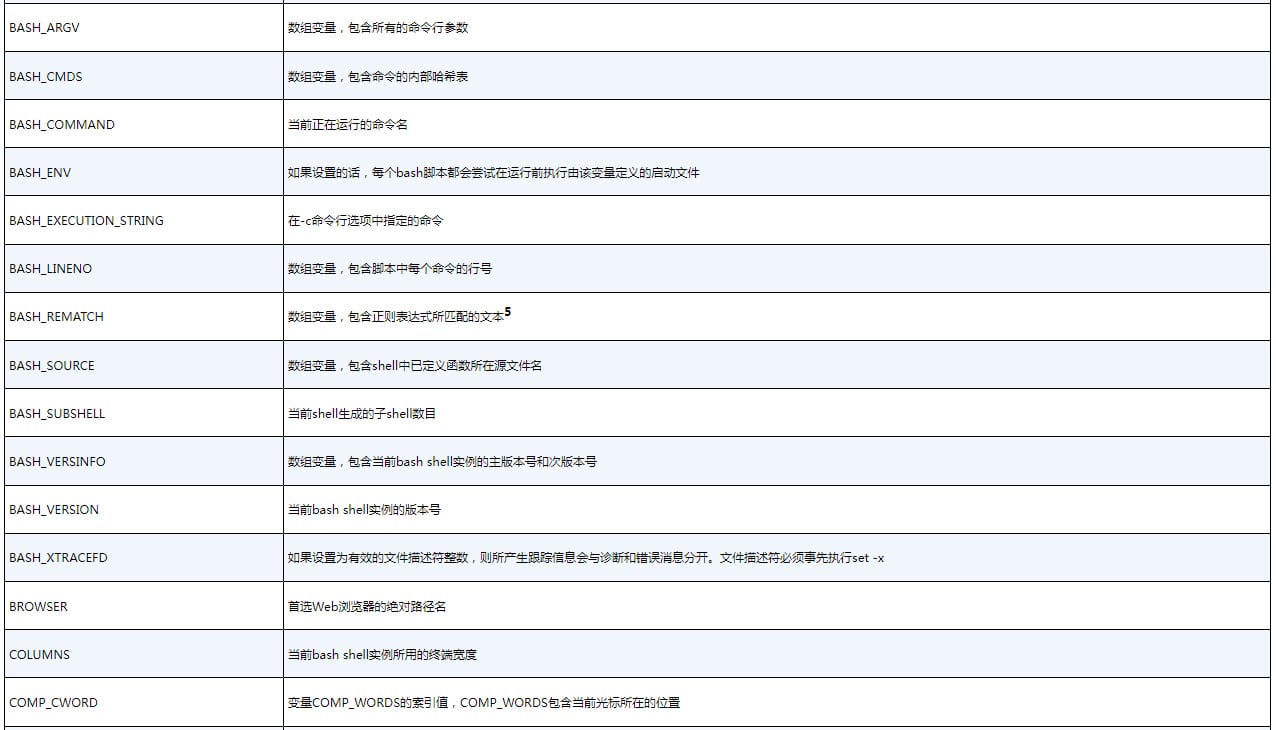 BASH_ARGV 数组变量，包含所有的命令行参数
BASH_CMDS 数组变量，包含命令的内部哈希表
BASH_COMMAND 当前正在运行的命令名
BASH_ENV 如果设置的话，每个bash脚本都会尝试在运行前执行由该变量定义的启动文件
BASH_EXECUTION_STRING 在-c命令行选项中指定的命令
BASH_LINENO 数组变量，包含脚本中每个命令的行号
BASH_REMATCH 数组变量，包含正则表达式所匹配的文本5
BASH_SOURCE 数组变量，包含shell中已定义函数所在源文件名
BASH_SUBSHELL 当前shell生成的子shell数目
BASH_VERSINFO 数组变量，包含当前bash shell实例的主版本号和次版本号
BASH_VERSION 当前bash shell实例的版本号
BASH_XTRACEFD 如果设置为有效的文件描述符整数，则所产生跟踪信息会与诊断和错误消息分开。文件描述符必须事先执行set -x
BROWSER 首选Web浏览器的绝对路径名
COLUMNS 当前bash shell实例所用的终端宽度
COMP_CWORD 变量COMP_WORDS的索引值，COMP_WORDS包含当前光标所在的位置